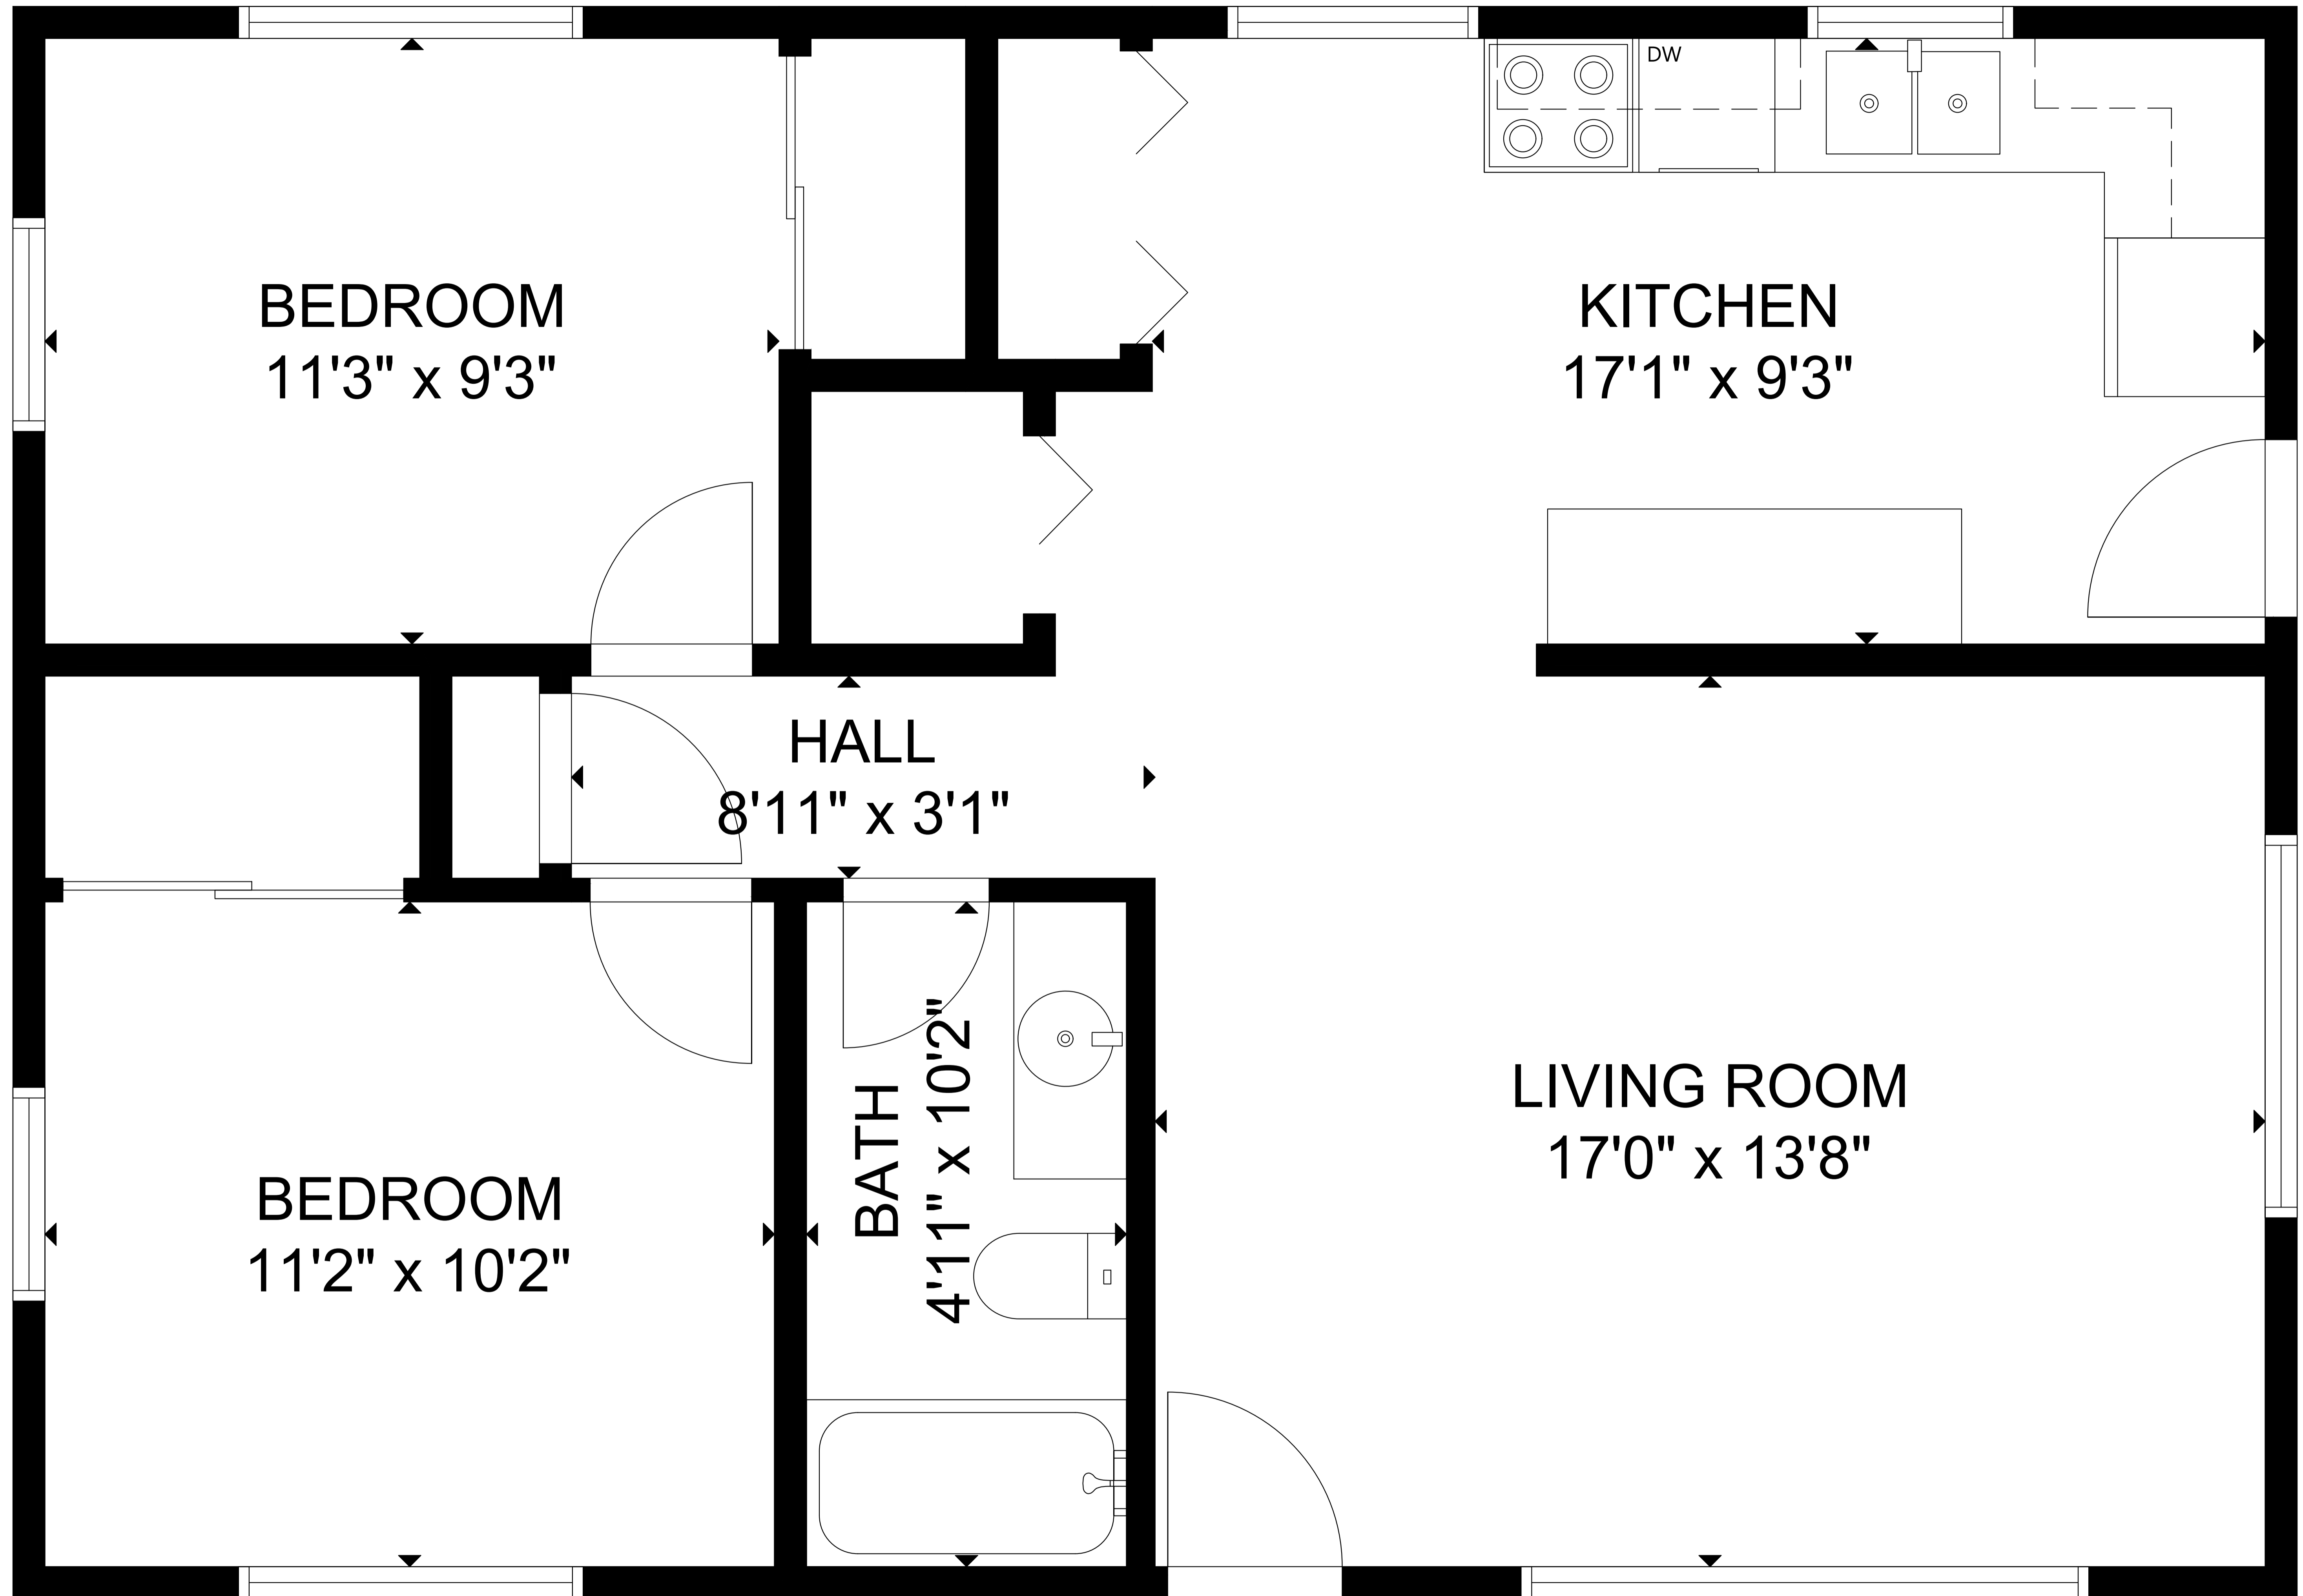 DW
BEDROOM
11'3" x 9'3"
KITCHEN
17'1" x 9'3"
HALL
8'11" x 3'1"
BATH
4'11" x 10'2"
LIVING ROOM
17'0" x 13'8"
BEDROOM
11'2" x 10'2"